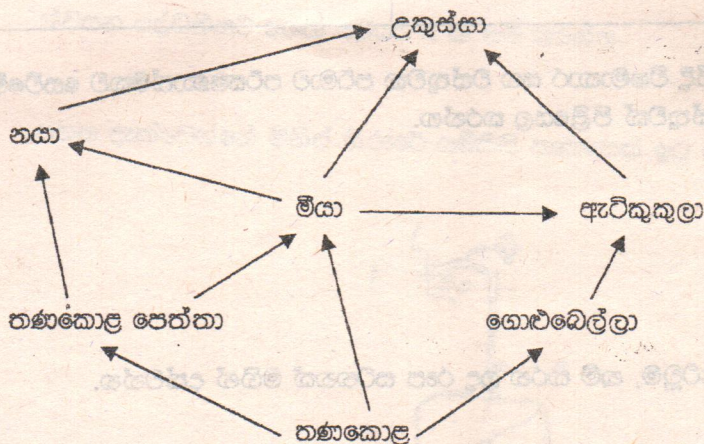 උකුස්සා
නයා
මීයා
ඇටිකුකුලා
තණකොළ පෙත්තා
ගොළුබෙල්ලා
තණකොළ